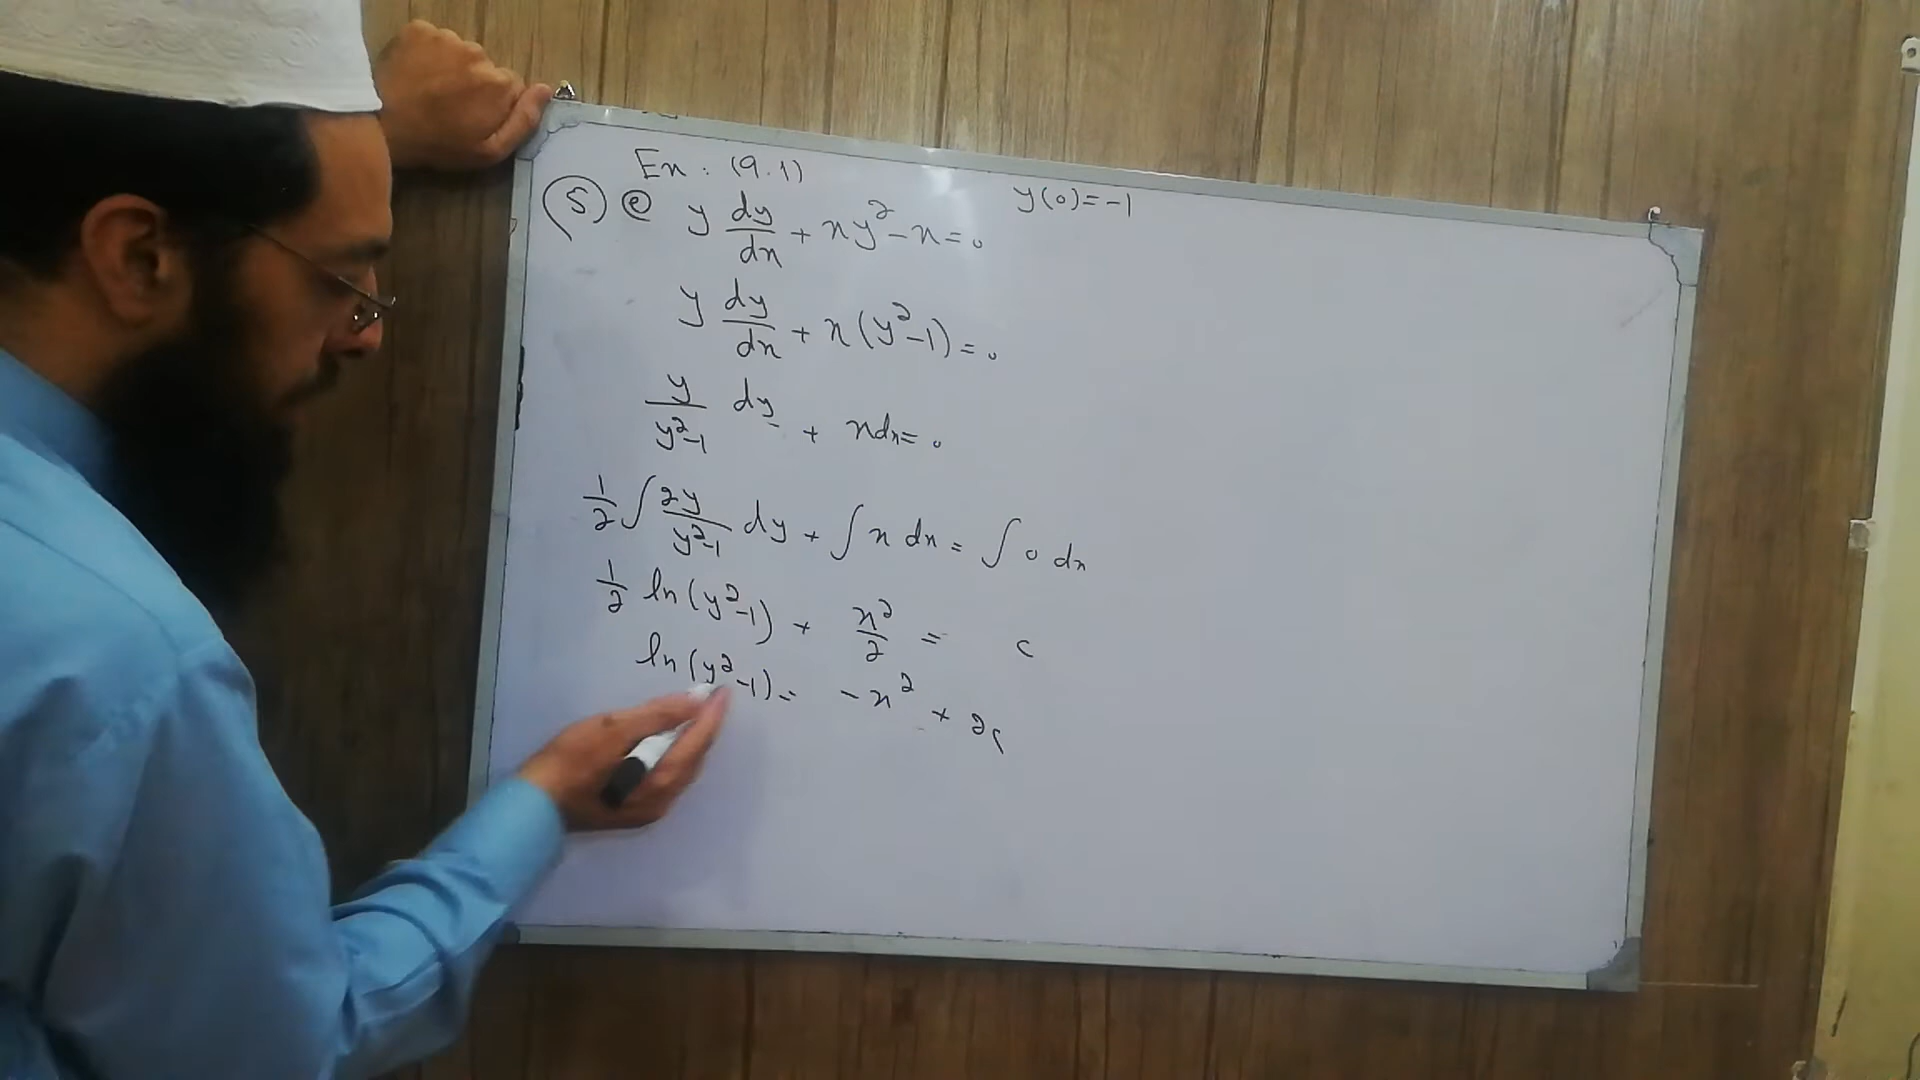 Ex : (9.1)
(5) (e) y dy/dx + xy² - x = 0    y(0) = -1
y dy/dx + x(y² - 1) = 0
y/(y² - 1) dy + xdx = 0
1/2 ∫ 2y/(y² - 1) dy + ∫ x dx = ∫ 0 dx
1/2 ln(y² - 1) + x²/2 = c
ln(y² - 1) = -x² + 2c